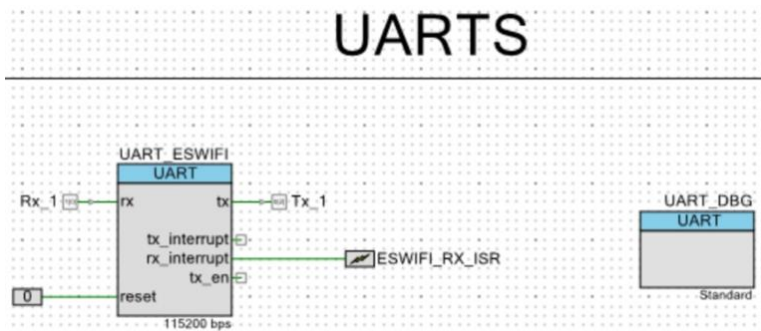 UARTS
UART_ESWIFI
UART
Rx_1
rx
tx
Tx_1
tx_interrupt
rx_interrupt
ESWIFI_RX_ISR
tx_en
0
reset
115200 bps
UART_DBG
UART
Standard